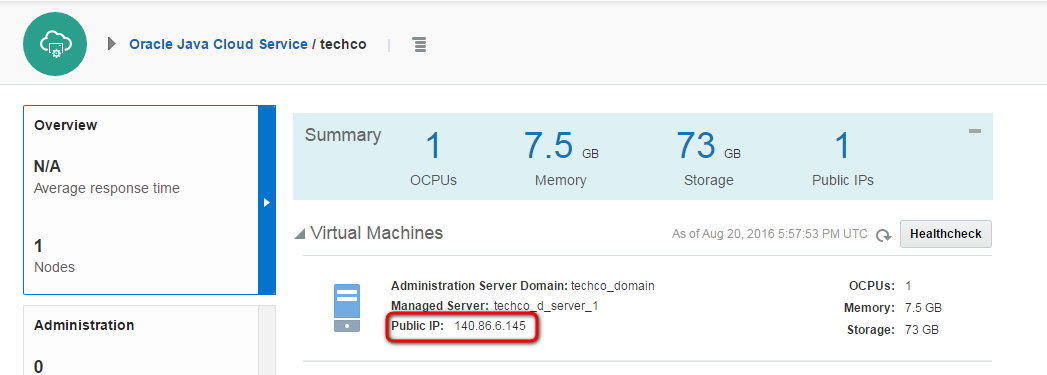 Oracle Java Cloud Service / techco |
Overview
N/A
Average response time
1
Nodes
Administration
0
Summary
1 7.5 GB 73 GB 1
OCPUs Memory Storage Public IPs
Virtual Machines As of Aug 20, 2016 5:57:53 PM UTC Healthcheck
Administration Server Domain: techco_domain OCPUs: 1
Managed Server: techco_d_server_1 Memory: 7.5 GB
Public IP: 140.86.6.145 Storage: 73 GB